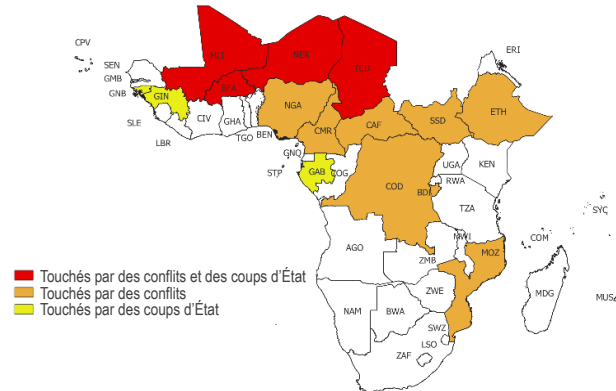 CPV
MLI
NER
TCD
ERI
SEN
GMB
GNB
GIN
BFA
NGA
ETH
SLE
CIV
GHA
BEN
CMR
CAF
SSD
LBR
TGO
GNQ
UGA
KEN
STP
GAB
COG
RWA
COD
BDI
TZA
SYC
AGO
MWI
COM
MOZ
ZMB
Touchés par des conflits et des coups d'État
Touchés par des conflits
Touchés par des coups d'État
ZWE
MDG
MUS
NAM
BWA
SWZ
LSO
ZAF